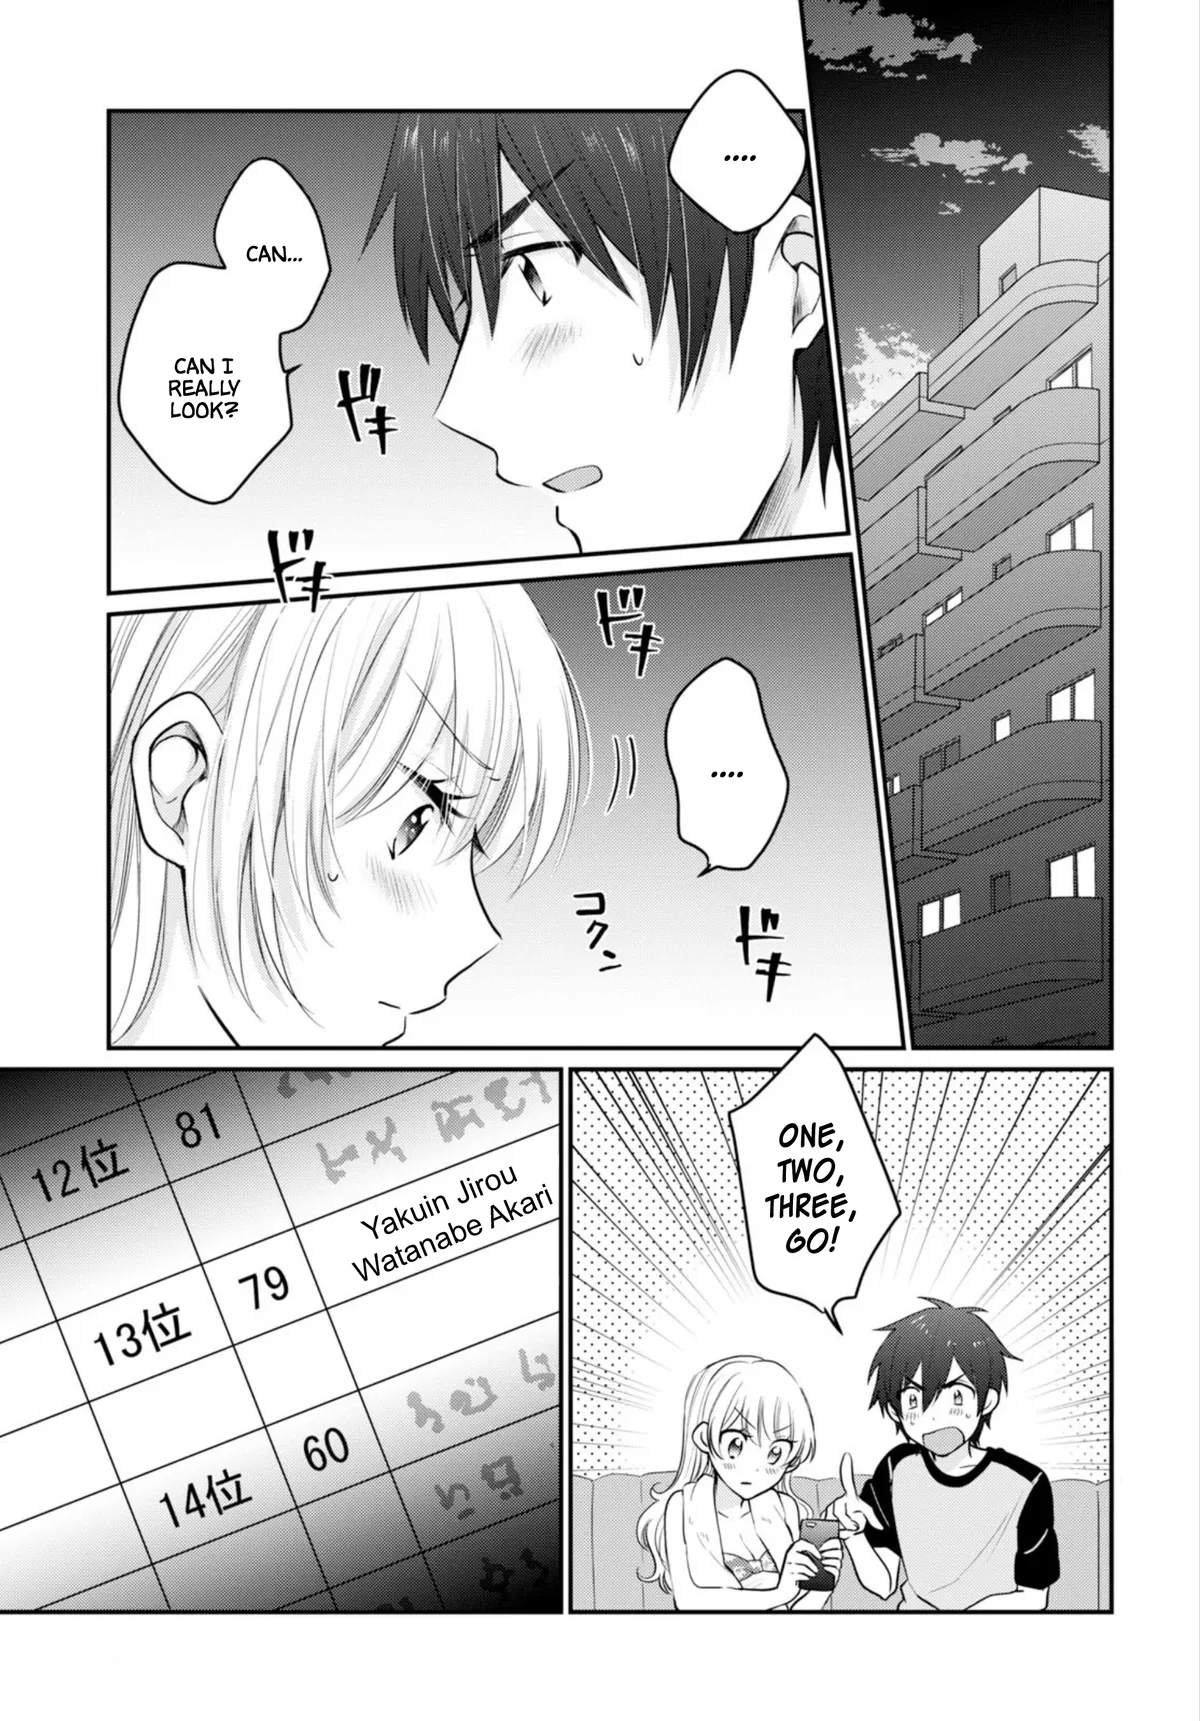 ....
CAN...
CAN I
REALLY
LOOK?
ドキ
ドキ
ドキ
....
コクン
ドキ
ONE,
TWO,
THREE,
GO!
12位 81
13位 79 Yakuin Jirou
Watanabe Akari
14位 60